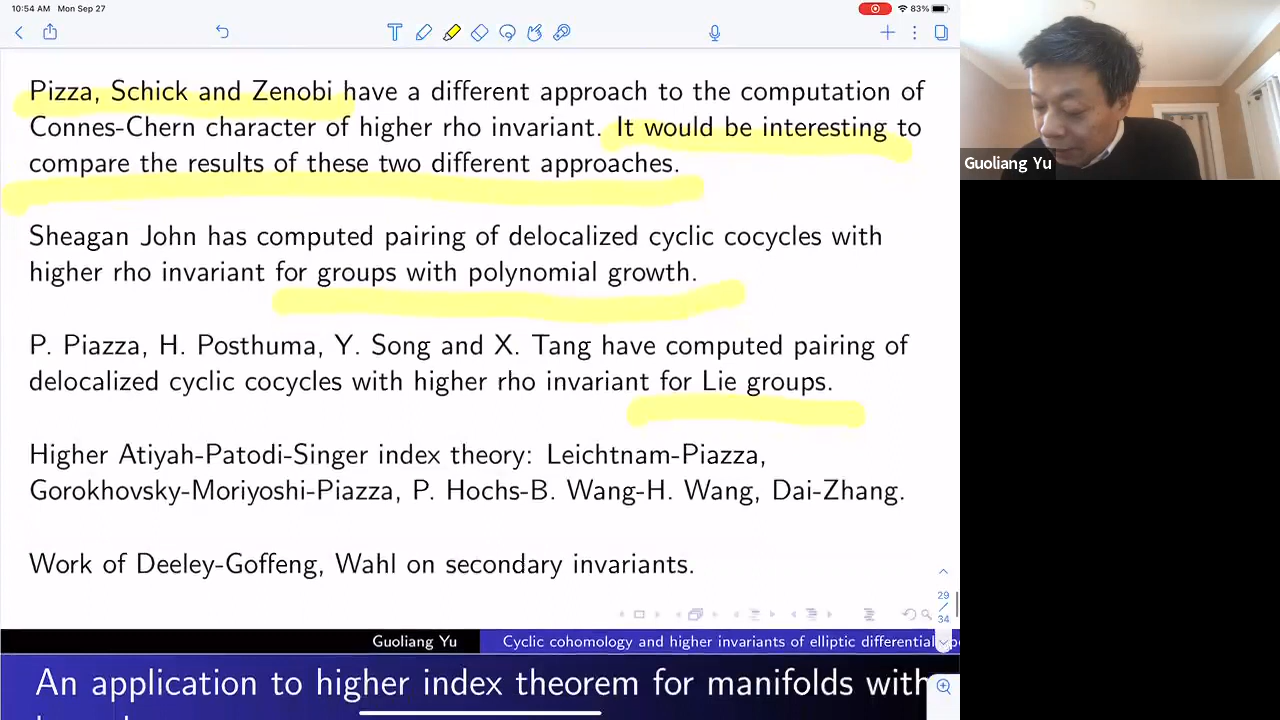 10:54 AM Mon Sep 27
83%
Pizza, Schick and Zenobi have a different approach to the computation of
Connes-Chern character of higher rho invariant. It would be interesting to
compare the results of these two different approaches.
Sheagan John has computed pairing of delocalized cyclic cocycles with
higher rho invariant for groups with polynomial growth.
P. Piazza, H. Posthuma, Y. Song and X. Tang have computed pairing of
delocalized cyclic cocycles with higher rho invariant for Lie groups.
Higher Atiyah-Patodi-Singer index theory: Leichtnam-Piazza,
Gorokhovsky-Moriyoshi-Piazza, P. Hochs-B. Wang-H. Wang, Dai-Zhang.
Work of Deeley-Goffeng, Wahl on secondary invariants.
29
/
34
Guoliang Yu
Cyclic cohomology and higher invariants of elliptic differential
An application to higher index theorem for manifolds with
Guoliang Yu